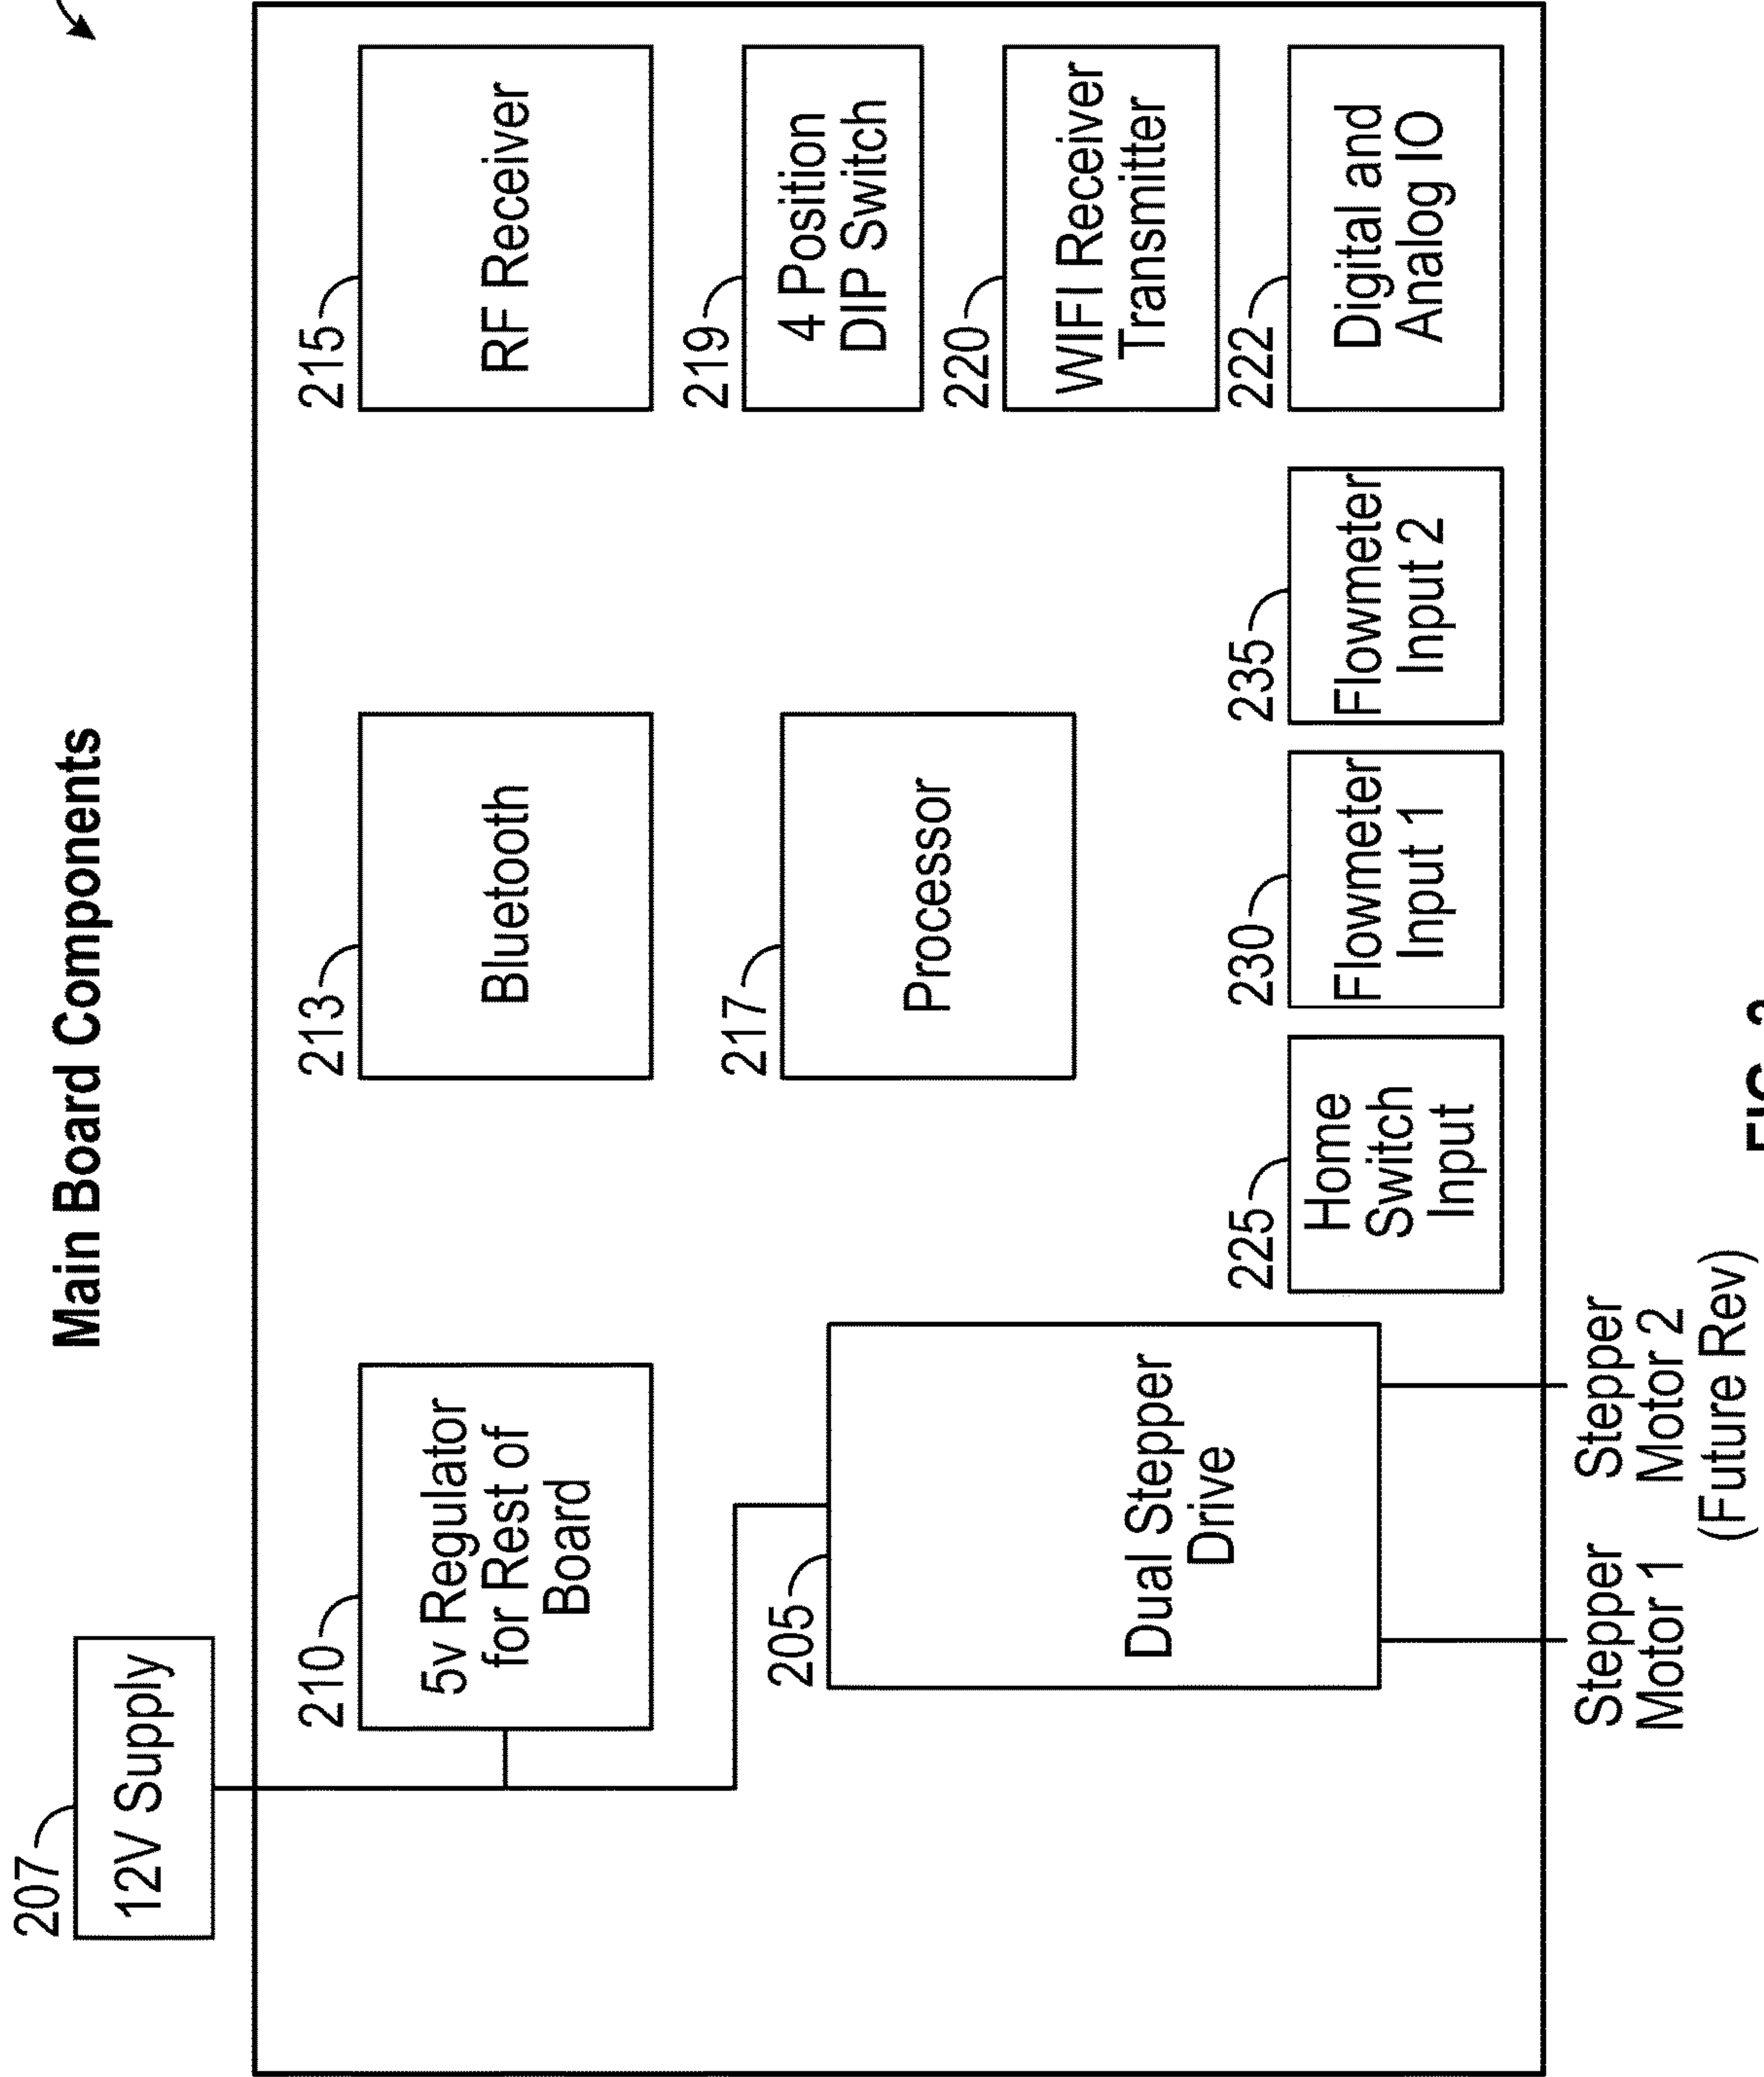 Main Board Components
207
12V Supply
210
5v Regulator
for Rest of
Board
213
Bluetooth
215
RF Receiver
205
Dual Stepper
Drive
217
Processor
219
4 Position
DIP Switch
220
WIFI Receiver
Transmitter
225
Home
Switch
Input
230
Flowmeter
Input 1
235
Flowmeter
Input 2
222
Digital and
Analog IO
Stepper
Motor 1
Stepper
Motor 2
(Future Rev)